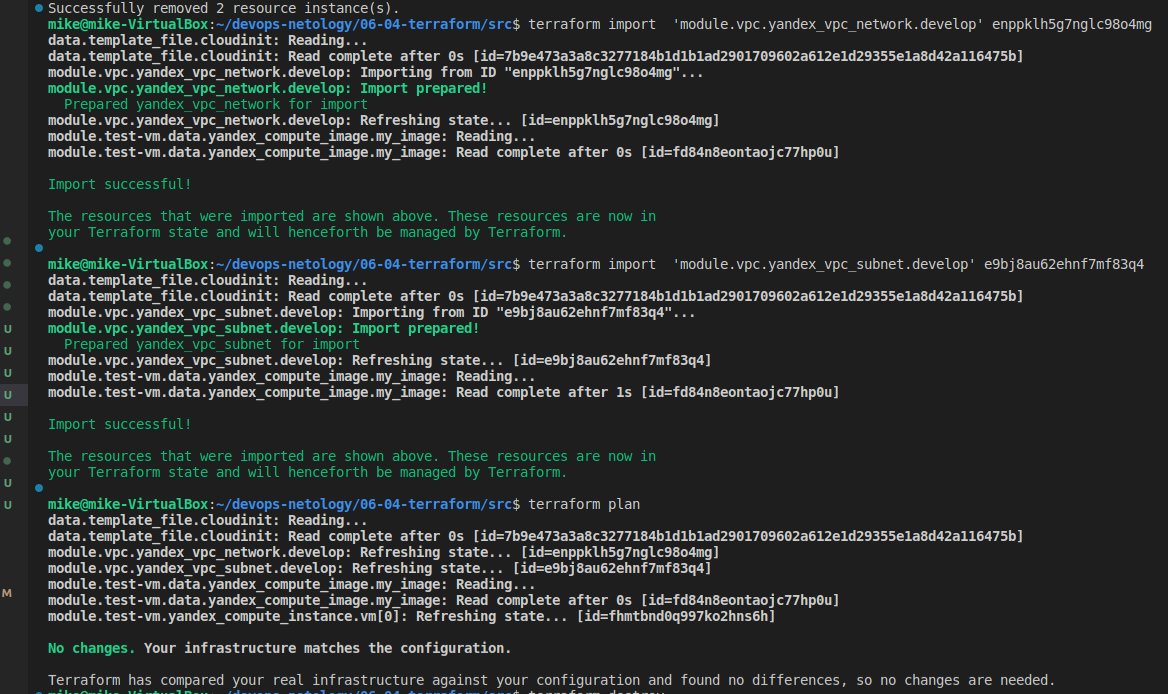 Successfully removed 2 resource instance(s).
mike@mike-VirtualBox:~/devops-netology/06-04-terraform/src$ terraform import  'module.vpc.yandex_vpc_network.develop' enppklh5g7nglc98o4mg
data.template_file.cloudinit: Reading...
data.template_file.cloudinit: Read complete after 0s [id=7b9e473a3a8c3277184b1d1b1ad2901709602a612e1d29355e1a8d42a116475b]
module.vpc.yandex_vpc_network.develop: Importing from ID "enppklh5g7nglc98o4mg"...
module.vpc.yandex_vpc_network.develop: Import prepared!
  Prepared yandex_vpc_network for import
module.vpc.yandex_vpc_network.develop: Refreshing state... [id=enppklh5g7nglc98o4mg]
module.test-vm.data.yandex_compute_image.my_image: Reading...
module.test-vm.data.yandex_compute_image.my_image: Read complete after 0s [id=fd84n8eontaojc77hp0u]
Import successful!
The resources that were imported are shown above. These resources are now in
your Terraform state and will henceforth be managed by Terraform.
mike@mike-VirtualBox:~/devops-netology/06-04-terraform/src$ terraform import  'module.vpc.yandex_vpc_subnet.develop' e9bj8au62ehnf7mf83q4
data.template_file.cloudinit: Reading...
data.template_file.cloudinit: Read complete after 0s [id=7b9e473a3a8c3277184b1d1b1ad2901709602a612e1d29355e1a8d42a116475b]
module.vpc.yandex_vpc_subnet.develop: Importing from ID "e9bj8au62ehnf7mf83q4"...
module.vpc.yandex_vpc_subnet.develop: Import prepared!
  Prepared yandex_vpc_subnet for import
module.vpc.yandex_vpc_subnet.develop: Refreshing state... [id=e9bj8au62ehnf7mf83q4]
module.test-vm.data.yandex_compute_image.my_image: Reading...
module.test-vm.data.yandex_compute_image.my_image: Read complete after 1s [id=fd84n8eontaojc77hp0u]
Import successful!
The resources that were imported are shown above. These resources are now in
your Terraform state and will henceforth be managed by Terraform.
mike@mike-VirtualBox:~/devops-netology/06-04-terraform/src$ terraform plan
data.template_file.cloudinit: Reading...
data.template_file.cloudinit: Read complete after 0s [id=7b9e473a3a8c3277184b1d1b1ad2901709602a612e1d29355e1a8d42a116475b]
module.vpc.yandex_vpc_network.develop: Refreshing state... [id=enppklh5g7nglc98o4mg]
module.vpc.yandex_vpc_subnet.develop: Refreshing state... [id=e9bj8au62ehnf7mf83q4]
module.test-vm.data.yandex_compute_image.my_image: Reading...
module.test-vm.data.yandex_compute_image.my_image: Read complete after 0s [id=fd84n8eontaojc77hp0u]
module.test-vm.yandex_compute_instance.vm[0]: Refreshing state... [id=fhmtbnd0q997ko2hns6h]
No changes. Your infrastructure matches the configuration.
Terraform has compared your real infrastructure against your configuration and found no differences, so no changes are needed.
mike@mike-VirtualBox:~/devops-netology/06-04-terraform/src$ terraform destroy
U
U
U
U
U
U
U
U
M